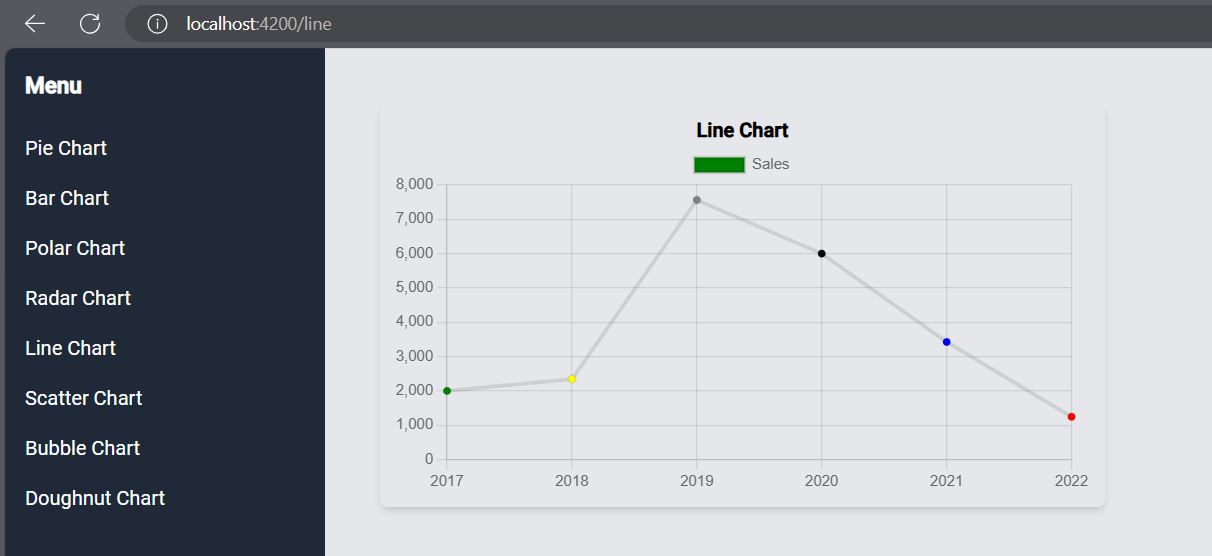 localhost:4200/line
Menu
Pie Chart
Bar Chart
Polar Chart
Radar Chart
Line Chart
Scatter Chart
Bubble Chart
Doughnut Chart
Line Chart
Sales
8,000
7,000
6,000
5,000
4,000
3,000
2,000
1,000
0
2017 2018 2019 2020 2021 2022